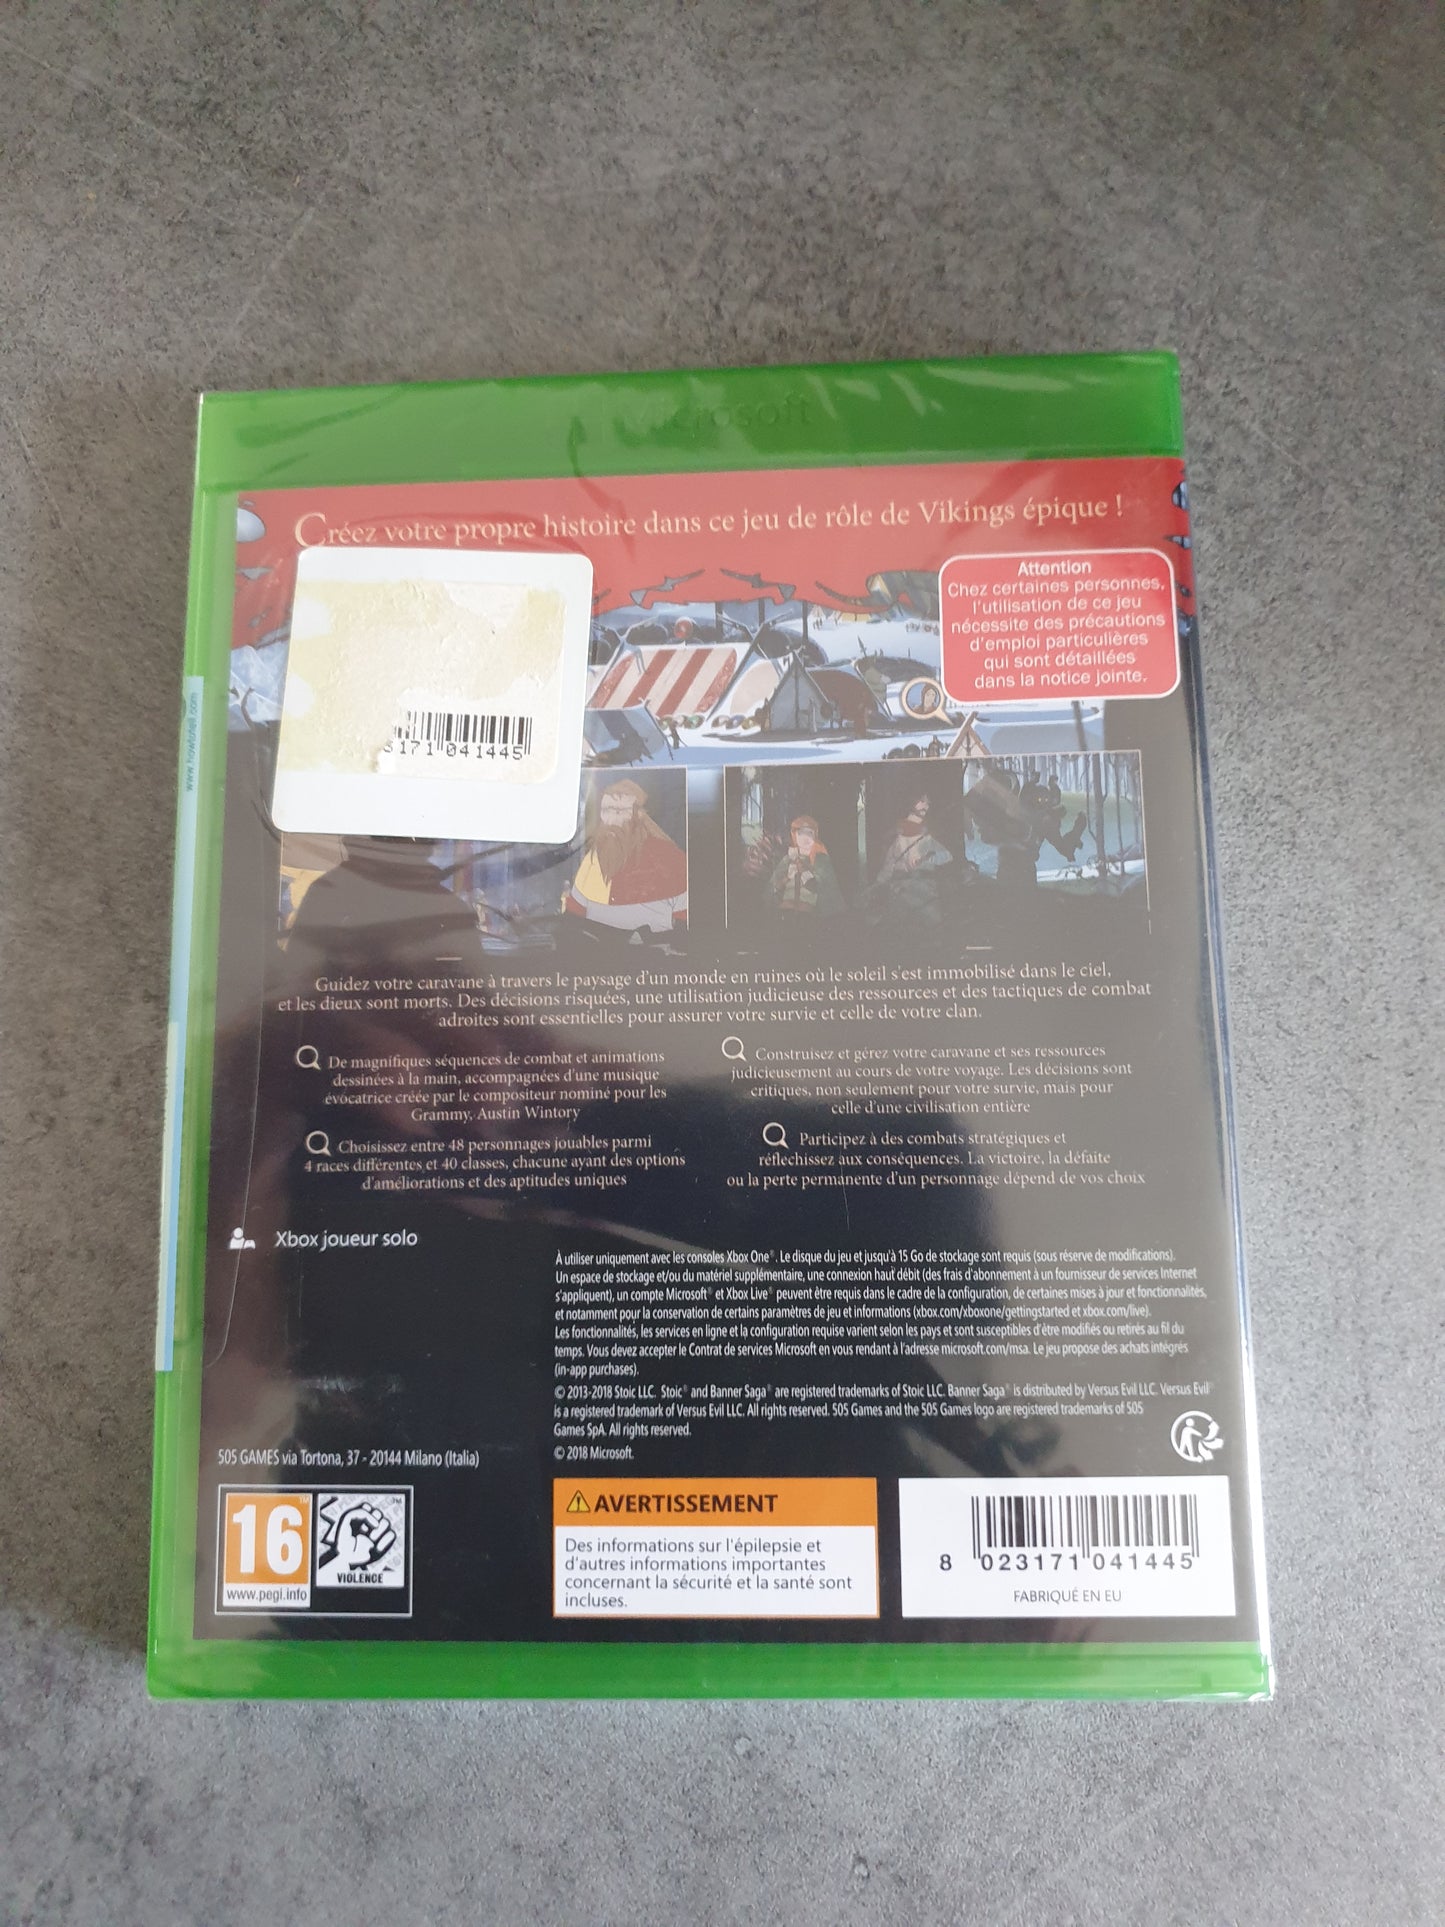 Microsoft
Créez votre propre histoire dans ce jeu de rôle de Vikings épique !
Attention
Chez certaines personnes,
l'utilisation de ce jeu
nécessite des précautions
d'emploi particulières
qui sont détaillées
dans la notice jointe.
171 041445
Guidez votre caravane à travers le paysage d'un monde en ruines où le soleil s'est immobilisé dans le ciel,
et les dieux sont morts. Des décisions risquées, une utilisation judicieuse des ressources et des tactiques de combat
adroites sont essentielles pour assurer votre survie et celle de votre clan.
De magnifiques séquences de combat et animations
dessinées à la main, accompagnées d'une musique
évocatrice créée par le compositeur nominé pour les
Grammy, Austin Wintory
Construisez et gérez votre caravane et ses ressources
judicieusement au cours de votre voyage. Les décisions sont
critiques, non seulement pour votre survie, mais pour
celle d'une civilisation entière
Choisissez entre 48 personnages jouables parmi
4 races différentes et 40 classes, chacune ayant des options
d'améliorations et des aptitudes uniques
Participez à des combats stratégiques et
réflechissez aux conséquences. La victoire, la défaite
ou la perte permanente d'un personnage dépend de vos choix
Xbox joueur solo
À utiliser uniquement avec les consoles Xbox One®. Le disque du jeu et jusqu'à 15 Go de stockage sont requis (sous réserve de modifications).
Un espace de stockage et/ou du matériel supplémentaire, une connexion haut débit (des frais d'abonnement à un fournisseur de services Internet
s'appliquent), un compte Microsoft® et Xbox Live® peuvent être requis dans le cadre de la configuration, de certaines mises à jour et fonctionnalités,
et notamment pour la conservation de certains paramètres de jeu et informations (xbox.com/xboxone/gettingstarted et xbox.com/live).
Les fonctionnalités, les services en ligne et la configuration requise varient selon les pays et sont susceptibles d'être modifiés ou retirés au fil du
temps. Vous devez accepter le Contrat de services Microsoft en vous rendant à l'adresse microsoft.com/msa. Le jeu propose des achats intégrés
(in-app purchases).
© 2013-2018 Stoic LLC. Stoic® and Banner Saga® are registered trademarks of Stoic LLC. Banner Saga® is distributed by Versus Evil LLC. Versus Evil®
is a registered trademark of Versus Evil LLC. All rights reserved. 505 Games and the 505 Games logo are registered trademarks of 505
Games SpA. All rights reserved.
© 2018 Microsoft.
505 GAMES via Tortona, 37 - 20144 Milano (Italia)
16
www.pegi.info
VIOLENCE
AVERTISSEMENT
Des informations sur l'épilepsie et
d'autres informations importantes
concernant la sécurité et la santé sont
incluses.
8 023171 041445
FABRIQUÉ EN EU